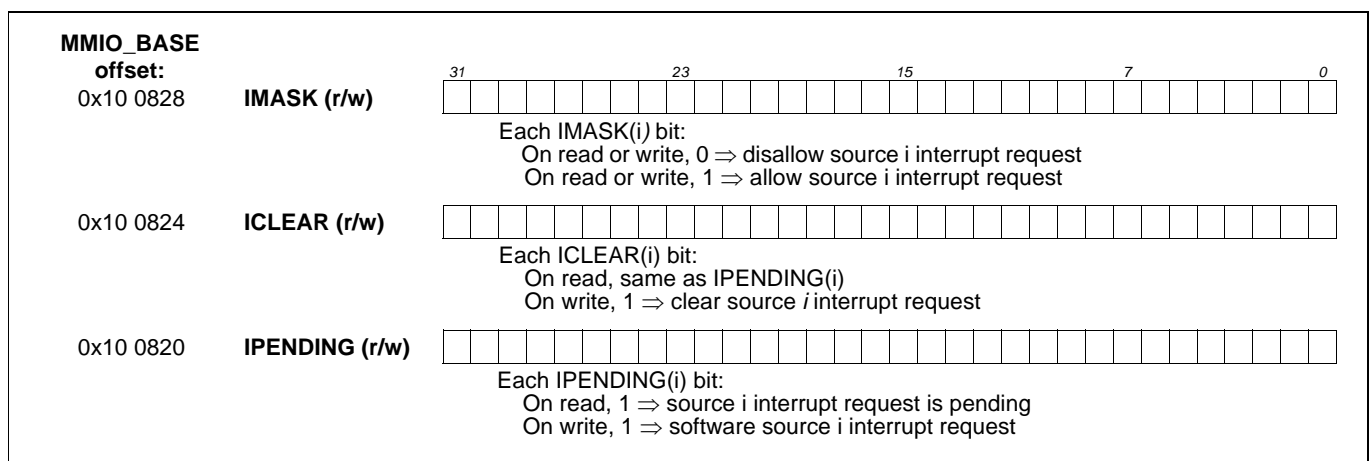 MMIO_BASE
offset:
31 23 15 7 0
0x10 0828 IMASK (r/w)
Each IMASK(i) bit:
On read or write, 0 ⇒ disallow source i interrupt request
On read or write, 1 ⇒ allow source i interrupt request
0x10 0824 ICLEAR (r/w)
Each ICLEAR(i) bit:
On read, same as IPENDING(i)
On write, 1 ⇒ clear source i interrupt request
0x10 0820 IPENDING (r/w)
Each IPENDING(i) bit:
On read, 1 ⇒ source i interrupt request is pending
On write, 1 ⇒ software source i interrupt request